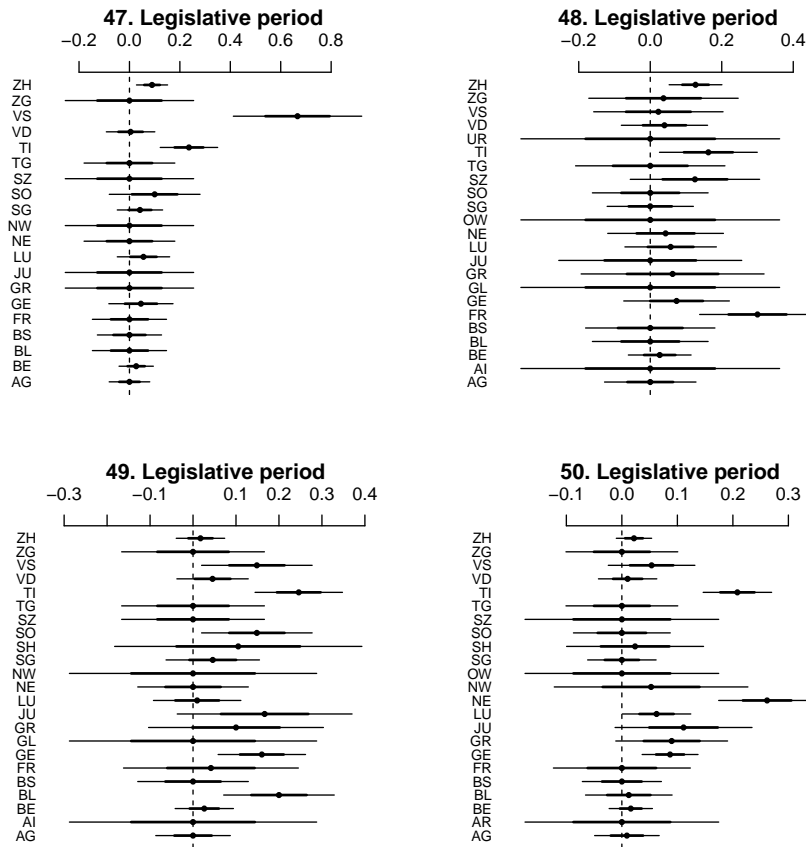 47. Legislative period
−0.2 0.0 0.2 0.4 0.6 0.8
ZH
ZG
VS
VD
TI
TG
SZ
SO
SG
NW
NE
LU
JU
GR
GE
FR
BS
BL
BE
AG
48. Legislative period
−0.2 0.0 0.2 0.4
ZH
ZG
VS
VD
UR
TI
TG
SZ
SO
SG
OW
NE
LU
JU
GR
GL
GE
FR
BS
BL
BE
AI
AG
49. Legislative period
−0.3 −0.1 0.0 0.1 0.2 0.3 0.4
ZH
ZG
VS
VD
TI
TG
SZ
SO
SH
SG
NW
NE
LU
JU
GR
GL
GE
FR
BS
BL
BE
AI
AG
50. Legislative period
−0.1 0.0 0.1 0.2 0.3
ZH
ZG
VS
VD
TI
TG
SZ
SO
SH
SG
OW
NW
NE
LU
JU
GR
GE
FR
BS
BL
BE
AR
AG